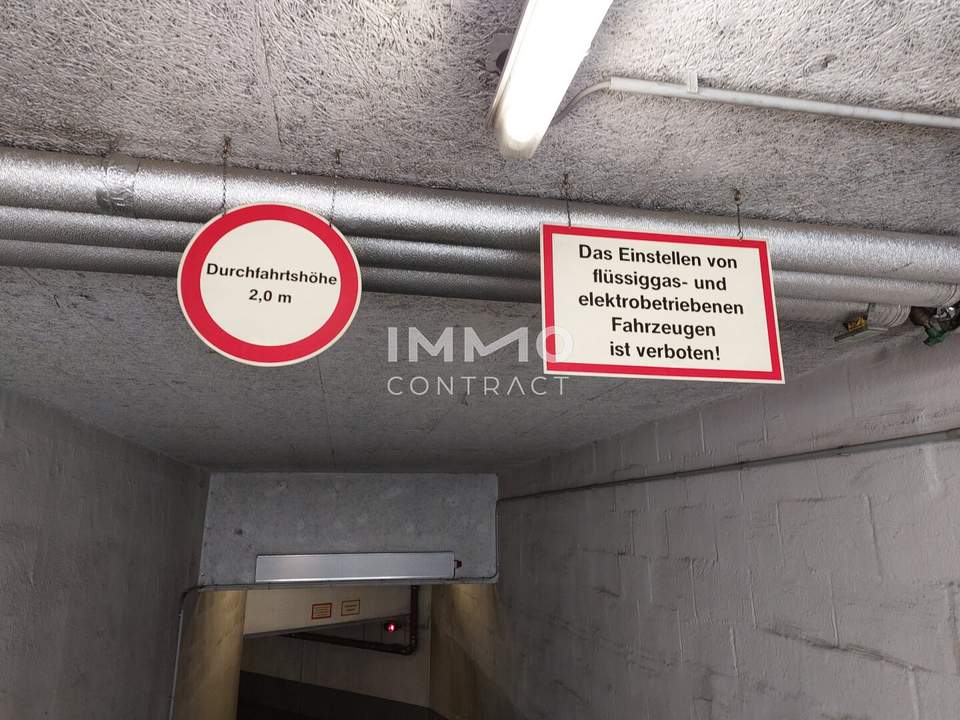 Durchfahrtshöhe
2,0 m
Das Einstellen von
flüssiggas- und
elektrobetriebenen
Fahrzeugen
ist verboten!
IMMO
CONTRACT